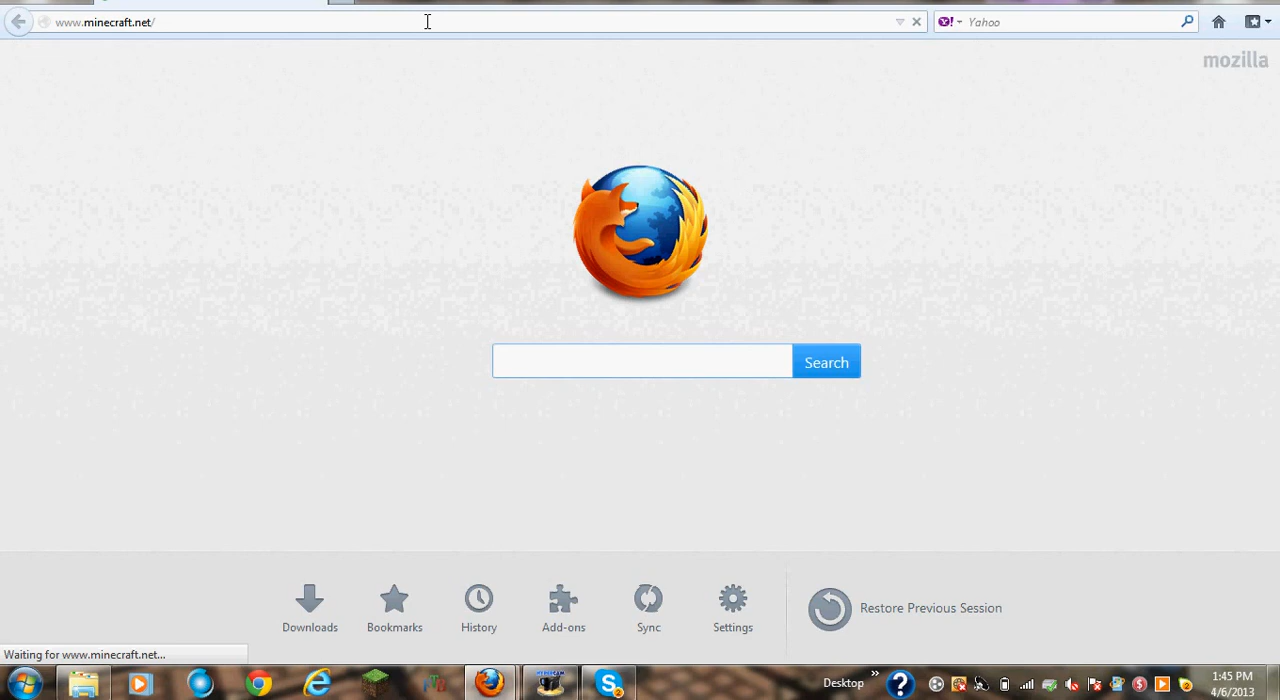 www.minecraft.net/
Yahoo
mozilla
Search
Downloads
Bookmarks
History
Add-ons
Sync
Settings
Restore Previous Session
Waiting for www.minecraft.net...
Desktop
1:45 PM
4/6/2013